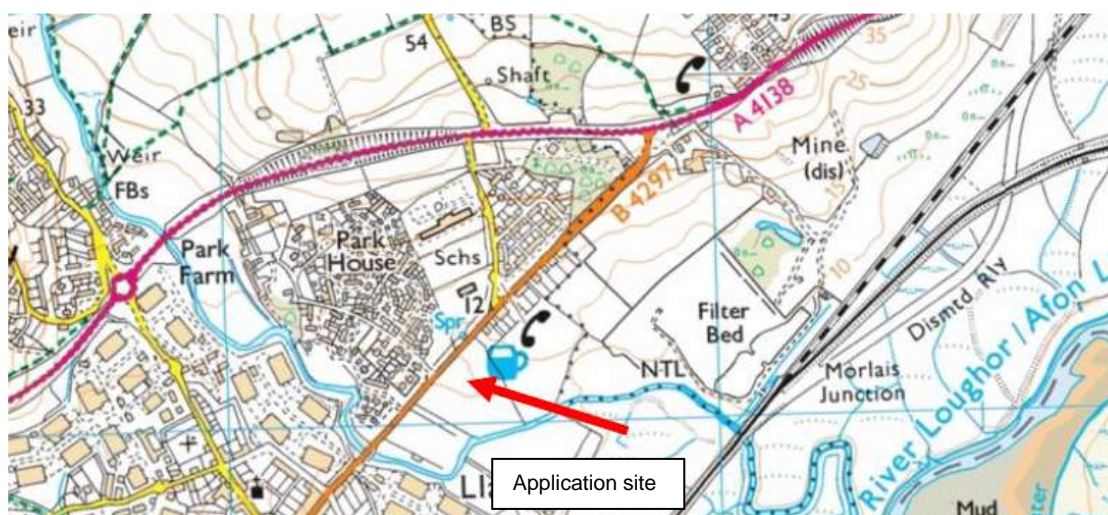 BS
54
35
Shaft
25
A 4138
33
Weir
Mine
(dis)
FBs
B 4297
15
Park
Farm
Park
House
Schs
10
12
Spr
Filter
Bed
NTL
Dismtd Rly
Morlais
Junction
River Loughor / Afon L
Application site
Mud